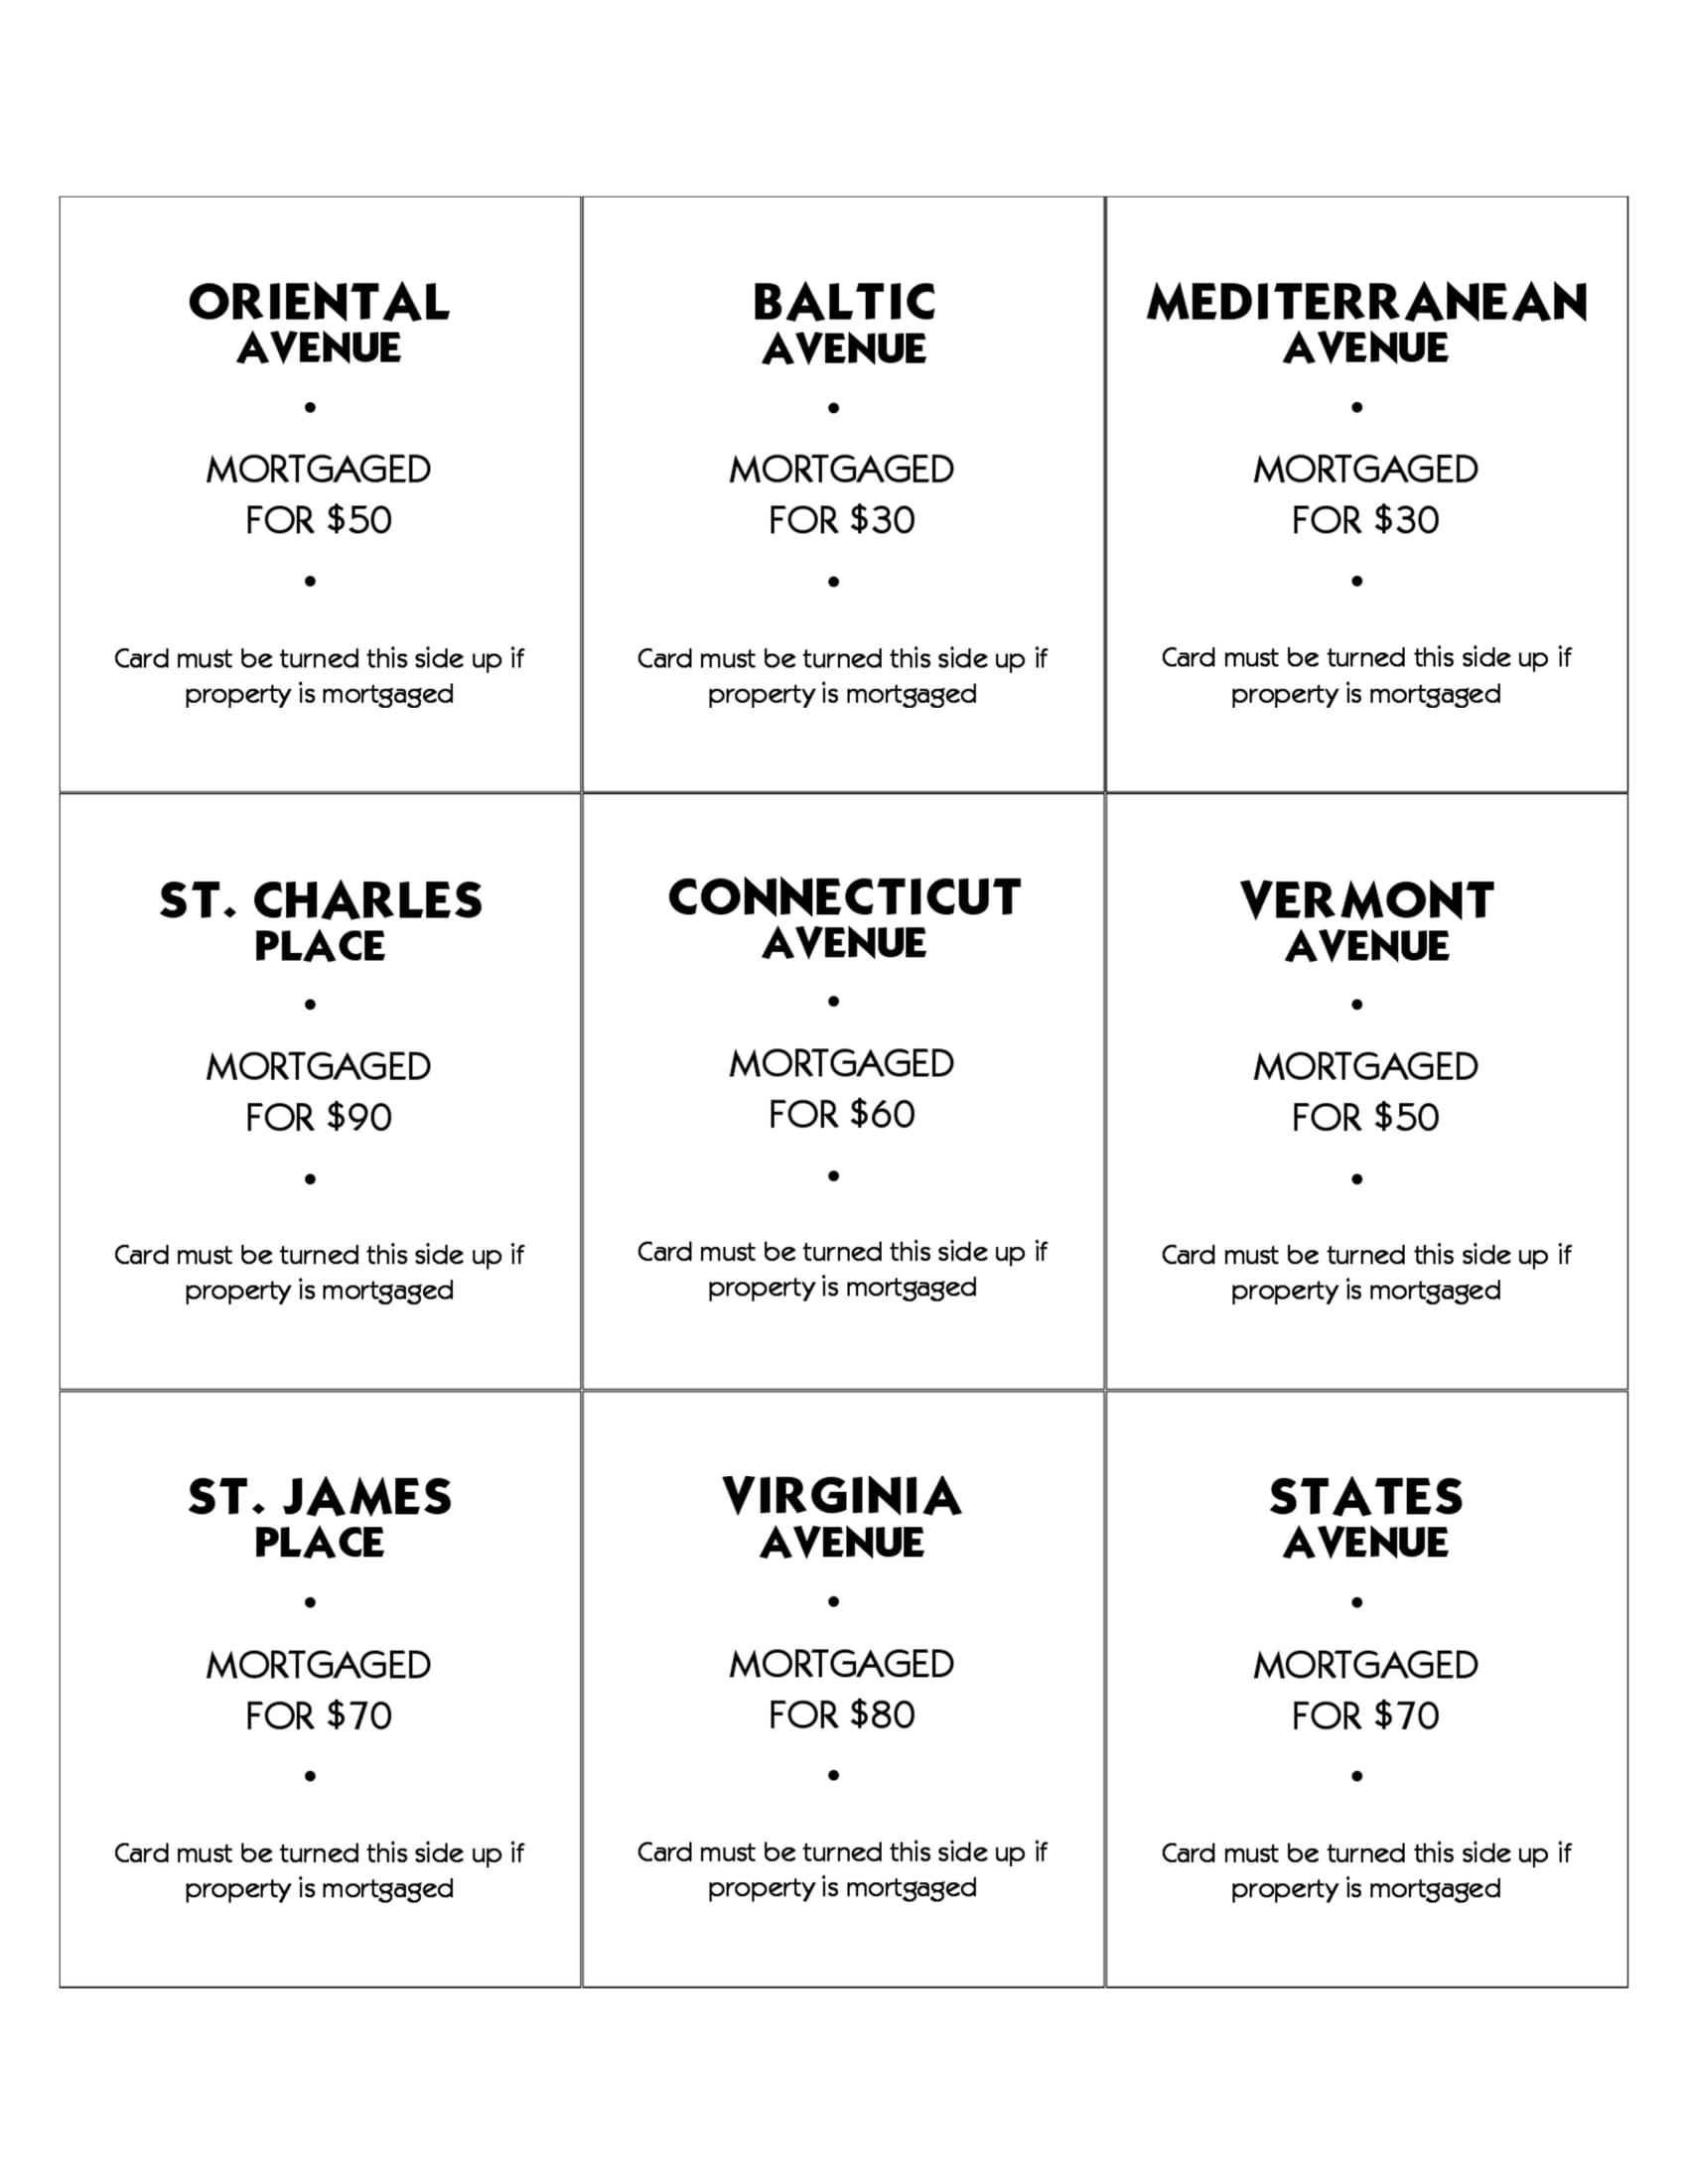 ORIENTAL
AVENUE
•
MORTGAGED
FOR $50
•
Card must be turned this side up if
property is mortgaged
BALTIC
AVENUE
•
MORTGAGED
FOR $30
•
Card must be turned this side up if
property is mortgaged
MEDITERRANEAN
AVENUE
•
MORTGAGED
FOR $30
•
Card must be turned this side up if
property is mortgaged
ST. CHARLES
PLACE
•
MORTGAGED
FOR $90
•
Card must be turned this side up if
property is mortgaged
CONNECTICUT
AVENUE
•
MORTGAGED
FOR $60
•
Card must be turned this side up if
property is mortgaged
VERMONT
AVENUE
•
MORTGAGED
FOR $50
•
Card must be turned this side up if
property is mortgaged
ST. JAMES
PLACE
•
MORTGAGED
FOR $70
•
Card must be turned this side up if
property is mortgaged
VIRGINIA
AVENUE
•
MORTGAGED
FOR $80
•
Card must be turned this side up if
property is mortgaged
STATES
AVENUE
•
MORTGAGED
FOR $70
•
Card must be turned this side up if
property is mortgaged